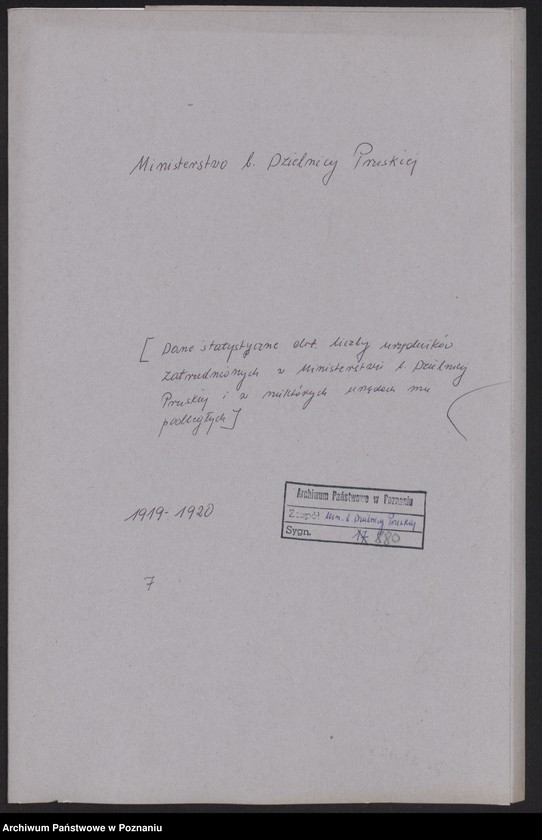 Ministerstwo b. Dzielnicy Pruskiej
[Dane statystyczne dot. liczby urzędników
zatrudnionych w Ministerstwie b. Dzielnicy
Pruskiej i w niektórych urzędach mu
podległych]
1919-1920
Archiwum Państwowe w Poznaniu
Zespół Min. b. Dzielnicy Pruskiej
Sygn. 880
7
Archiwum Państwowe w Poznaniu